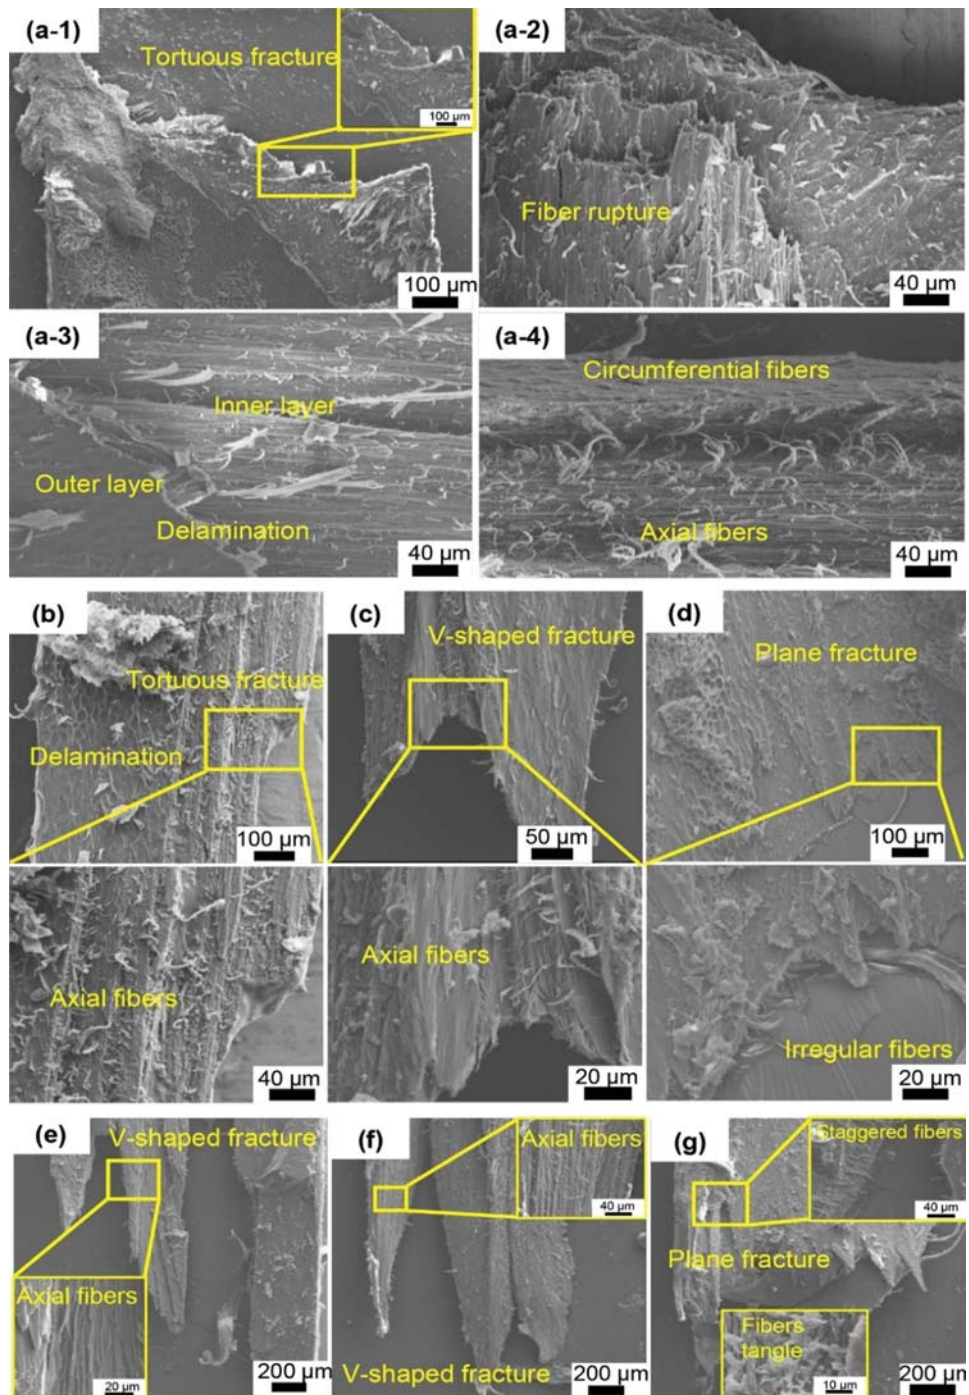 (a-1)
Tortuous fracture
100 µm
100 µm
(a-2)
Fiber rupture
40 µm
(a-3)
Inner layer
Outer layer
Delamination
40 µm
(a-4)
Circumferential fibers
Axial fibers
40 µm
(b)
Tortuous fracture
Delamination
100 µm
Axial fibers
40 µm
(c)
V-shaped fracture
50 µm
Axial fibers
20 µm
(d)
Plane fracture
100 µm
Irregular fibers
20 µm
(e)
V-shaped fracture
Axial fibers
20 µm
200 µm
(f)
Axial fibers
40 µm
V-shaped fracture
200 µm
(g)
Staggered fibers
40 µm
Plane fracture
Fibers
tangle
10 µm
200 µm